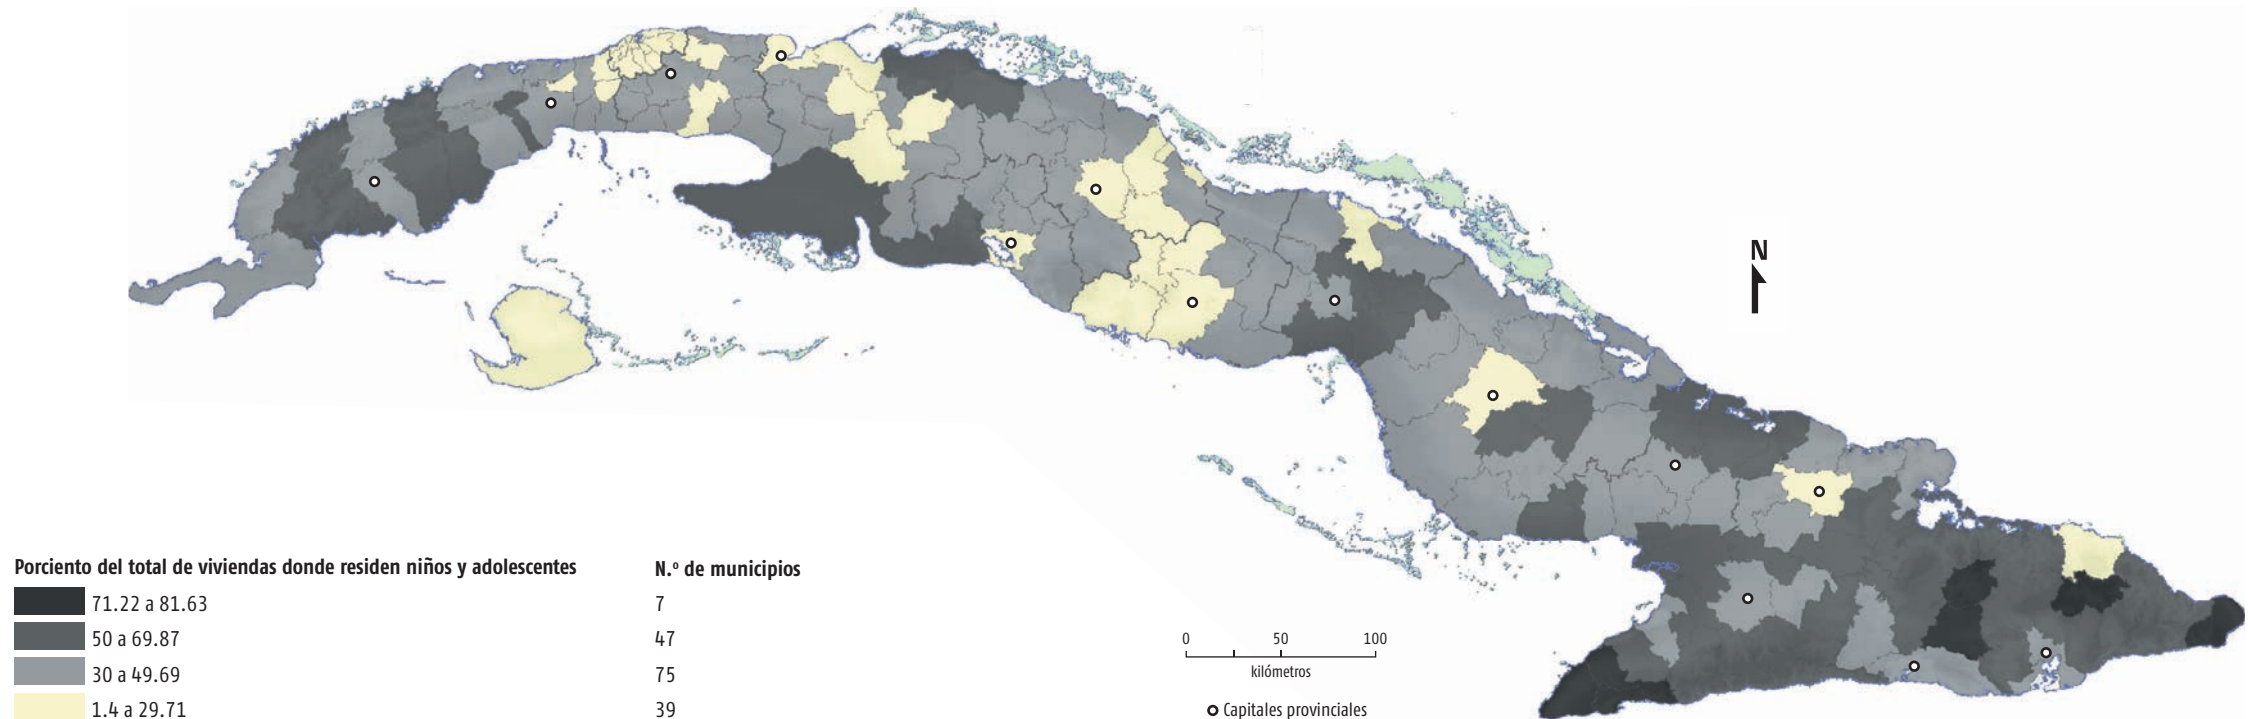 N
Porciento del total de viviendas donde residen niños y adolescentes N.º de municipios
71.22 a 81.63 7
50 a 69.87 47
30 a 49.69 75
1.4 a 29.71 39
0 50 100
kilómetros
Capitales provinciales